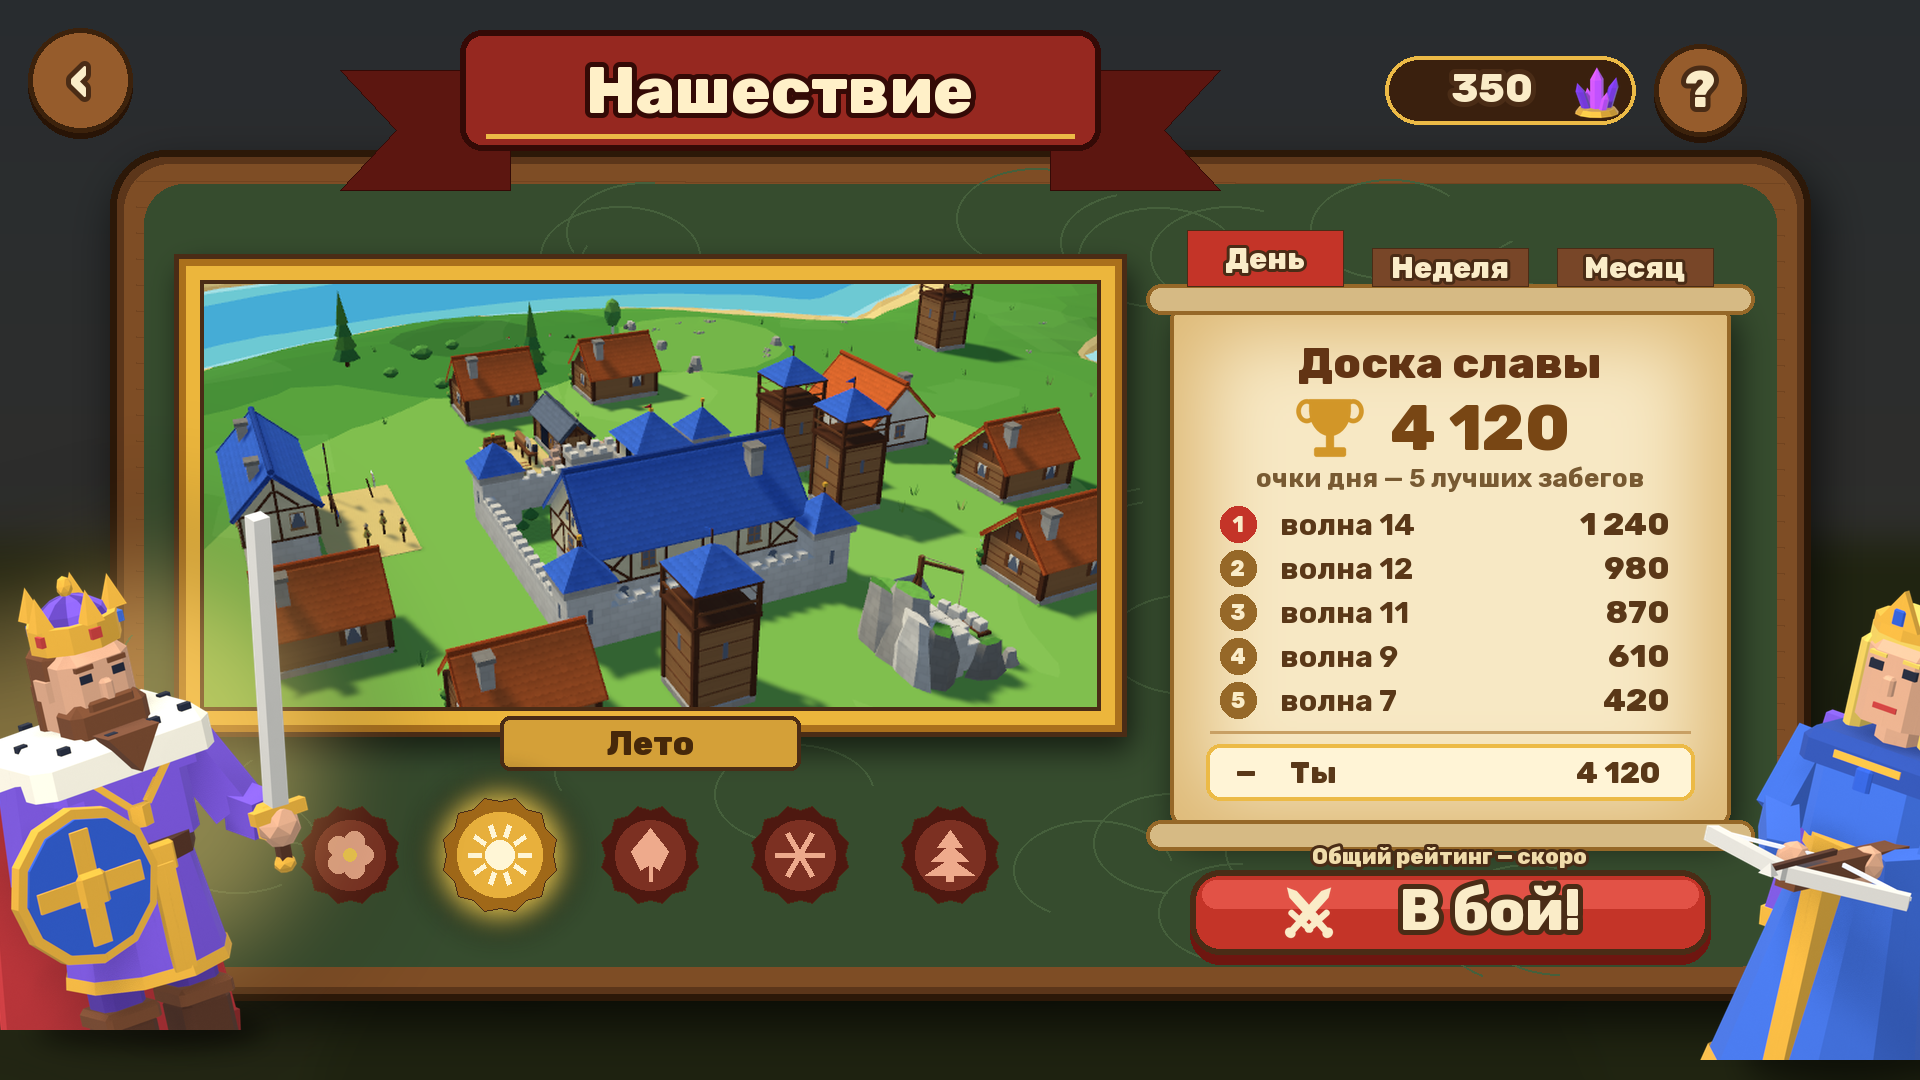 Нашествие
350
?
День
Неделя
Месяц
Доска славы
4 120
очки дня — 5 лучших забегов
1 волна 14 1 240
2 волна 12 980
3 волна 11 870
4 волна 9 610
5 волна 7 420
— Ты 4 120
Лето
Общий рейтинг — скоро
В бой!